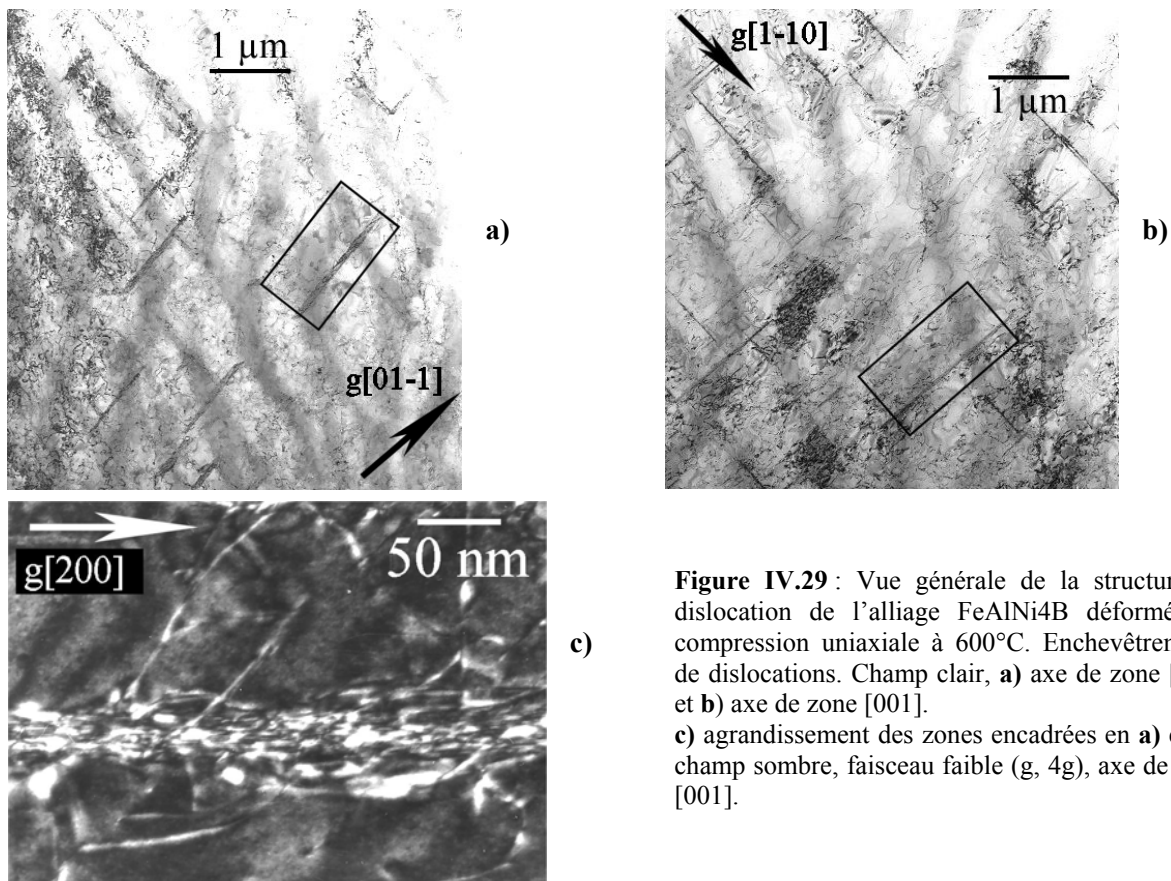 1 µm
g[01-1]
a)
g[1-10]
1 µm
b)
g[200]
50 nm
c)
Figure IV.29 : Vue générale de la structur
dislocation de l'alliage FeAlNi4B déformé
compression uniaxiale à 600°C. Enchevêtren
de dislocations. Champ clair, a) axe de zone [
et b) axe de zone [001].
c) agrandissement des zones encadrées en a)
champ sombre, faisceau faible (g, 4g), axe de
[001].